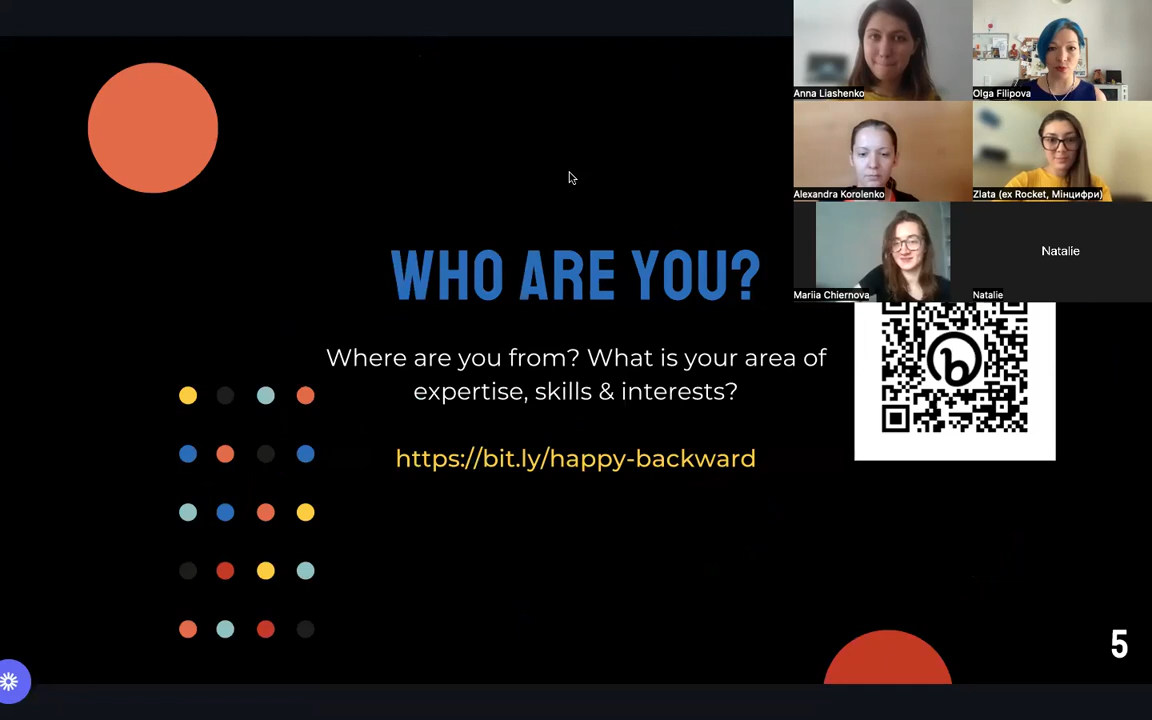 Anna Liashenko
Olga Filipova
Alexandra Korolenko
Zlata (ex Rocket, Мінцифри)
Natalie
Mariia Chiernova
Natalie
WHO ARE YOU?
Where are you from? What is your area of
expertise, skills & interests?
https://bit.ly/happy-backward
b
5